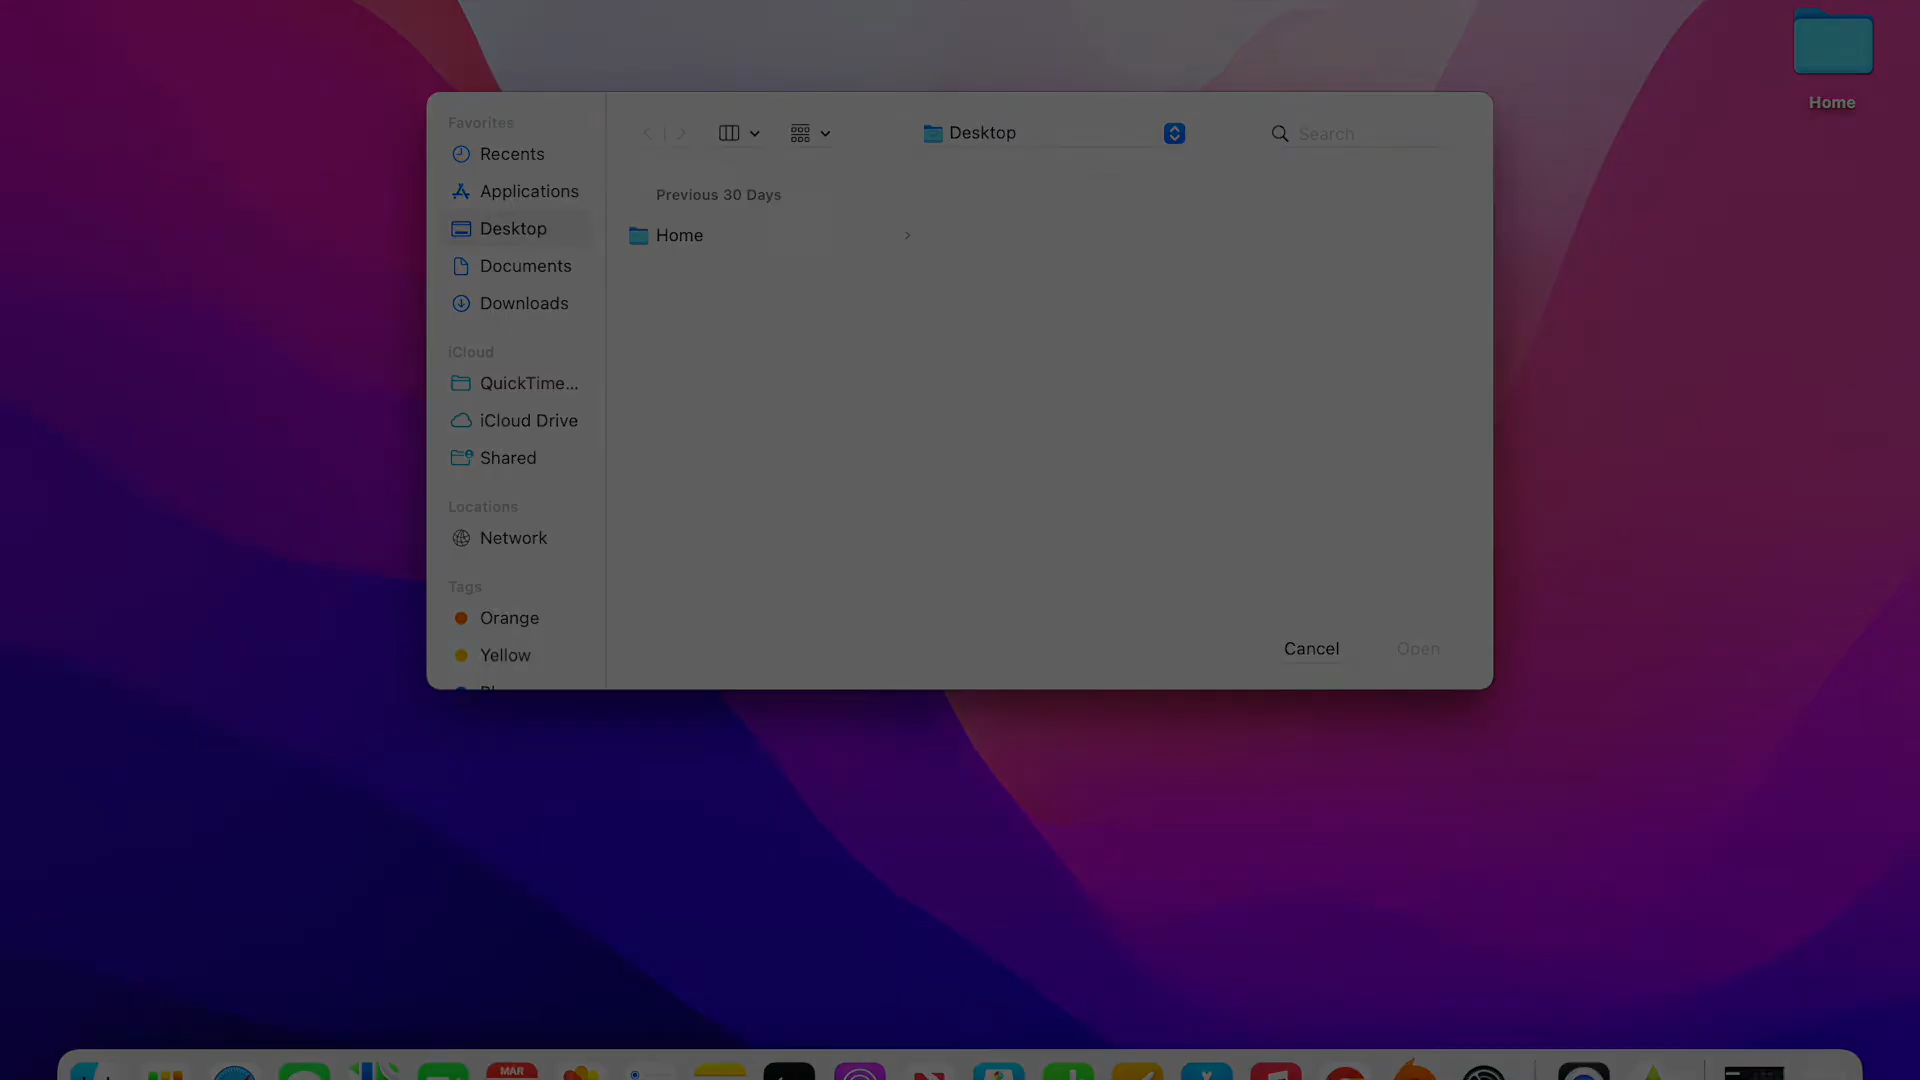 Home
Favorites
Recents
Applications
Desktop
Documents
Downloads
iCloud
QuickTime...
iCloud Drive
Shared
Locations
Network
Tags
Orange
Yellow
Desktop
Search
Previous 30 Days
Home
Cancel
Open
MAR